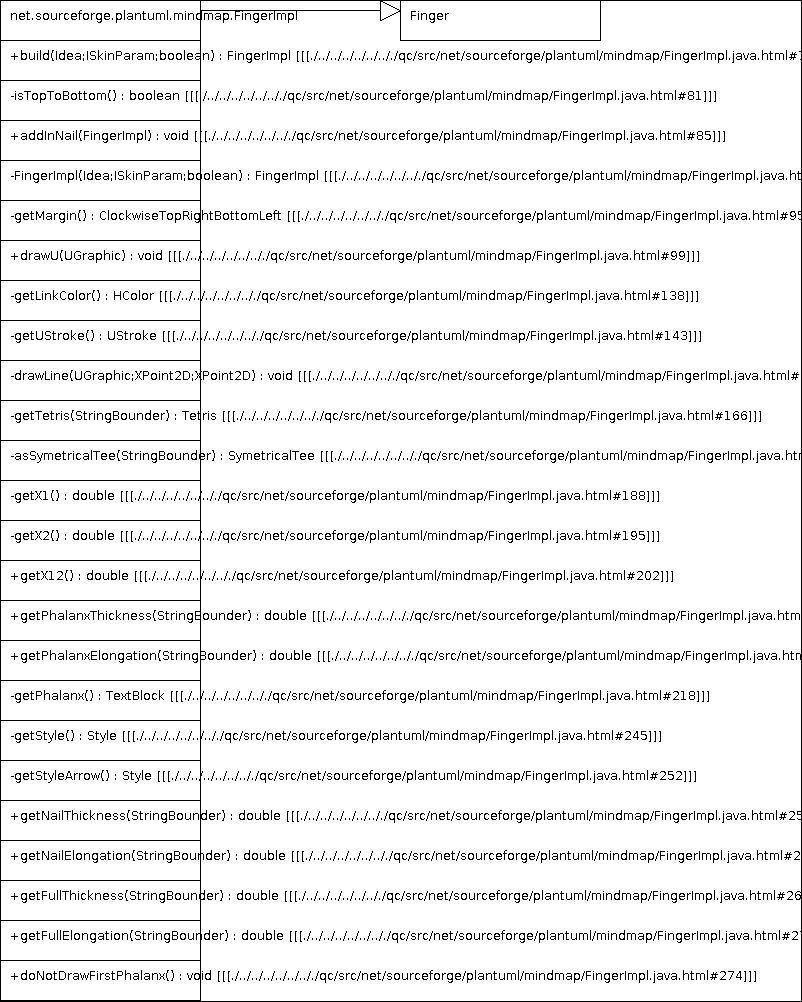 net.sourceforge.plantuml.mindmap.FingerImpl
Finger
+build(Idea;ISkinParam;boolean) : FingerImpl [[[./../../../../../../../qc/src/net/sourceforge/plantuml/mindmap/FingerImpl.java.html#
-isTopToBottom() : boolean [[[./../../../../../../../qc/src/net/sourceforge/plantuml/mindmap/FingerImpl.java.html#81]]]
+addInNail(FingerImpl) : void [[[./../../../../../../../qc/src/net/sourceforge/plantuml/mindmap/FingerImpl.java.html#85]]]
-FingerImpl(Idea;ISkinParam;boolean) : FingerImpl [[[./../../../../../../../qc/src/net/sourceforge/plantuml/mindmap/FingerImpl.java.ht
-getMargin() : ClockwiseTopRightBottomLeft [[[./../../../../../../../qc/src/net/sourceforge/plantuml/mindmap/FingerImpl.java.html#95
+drawU(UGraphic) : void [[[./../../../../../../../qc/src/net/sourceforge/plantuml/mindmap/FingerImpl.java.html#99]]]
-getLinkColor() : HColor [[[./../../../../../../../qc/src/net/sourceforge/plantuml/mindmap/FingerImpl.java.html#138]]]
-getUStroke() : UStroke [[[./../../../../../../../qc/src/net/sourceforge/plantuml/mindmap/FingerImpl.java.html#143]]]
-drawLine(UGraphic;XPoint2D;XPoint2D) : void [[[./../../../../../../../qc/src/net/sourceforge/plantuml/mindmap/FingerImpl.java.html#
-getTetris(StringBounder) : Tetris [[[./../../../../../../../qc/src/net/sourceforge/plantuml/mindmap/FingerImpl.java.html#166]]]
-asSymetricalTee(StringBounder) : SymetricalTee [[[./../../../../../../../qc/src/net/sourceforge/plantuml/mindmap/FingerImpl.java.ht
-getX1() : double [[[./../../../../../../../qc/src/net/sourceforge/plantuml/mindmap/FingerImpl.java.html#188]]]
-getX2() : double [[[./../../../../../../../qc/src/net/sourceforge/plantuml/mindmap/FingerImpl.java.html#195]]]
+getX12() : double [[[./../../../../../../../qc/src/net/sourceforge/plantuml/mindmap/FingerImpl.java.html#202]]]
+getPhalanxThickness(StringBounder) : double [[[./../../../../../../../qc/src/net/sourceforge/plantuml/mindmap/FingerImpl.java.htm
+getPhalanxElongation(StringBounder) : double [[[./../../../../../../../qc/src/net/sourceforge/plantuml/mindmap/FingerImpl.java.htm
-getPhalanx() : TextBlock [[[./../../../../../../../qc/src/net/sourceforge/plantuml/mindmap/FingerImpl.java.html#218]]]
-getStyle() : Style [[[./../../../../../../../qc/src/net/sourceforge/plantuml/mindmap/FingerImpl.java.html#245]]]
-getStyleArrow() : Style [[[./../../../../../../../qc/src/net/sourceforge/plantuml/mindmap/FingerImpl.java.html#252]]]
+getNailThickness(StringBounder) : double [[[./../../../../../../../qc/src/net/sourceforge/plantuml/mindmap/FingerImpl.java.html#25
+getNailElongation(StringBounder) : double [[[./../../../../../../../qc/src/net/sourceforge/plantuml/mindmap/FingerImpl.java.html#2
+getFullThickness(StringBounder) : double [[[./../../../../../../../qc/src/net/sourceforge/plantuml/mindmap/FingerImpl.java.html#26
+getFullElongation(StringBounder) : double [[[./../../../../../../../qc/src/net/sourceforge/plantuml/mindmap/FingerImpl.java.html#27
+doNotDrawFirstPhalanx() : void [[[./../../../../../../../qc/src/net/sourceforge/plantuml/mindmap/FingerImpl.java.html#274]]]